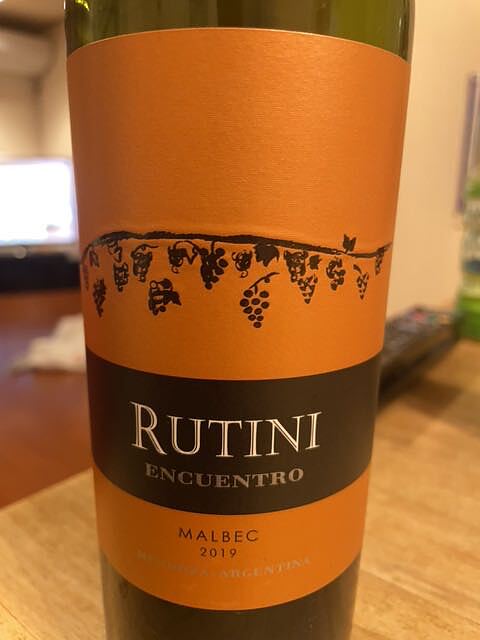 RUTINI
ENCUENTRO
MALBEC
2019
MENDOZA-ARGENTINA